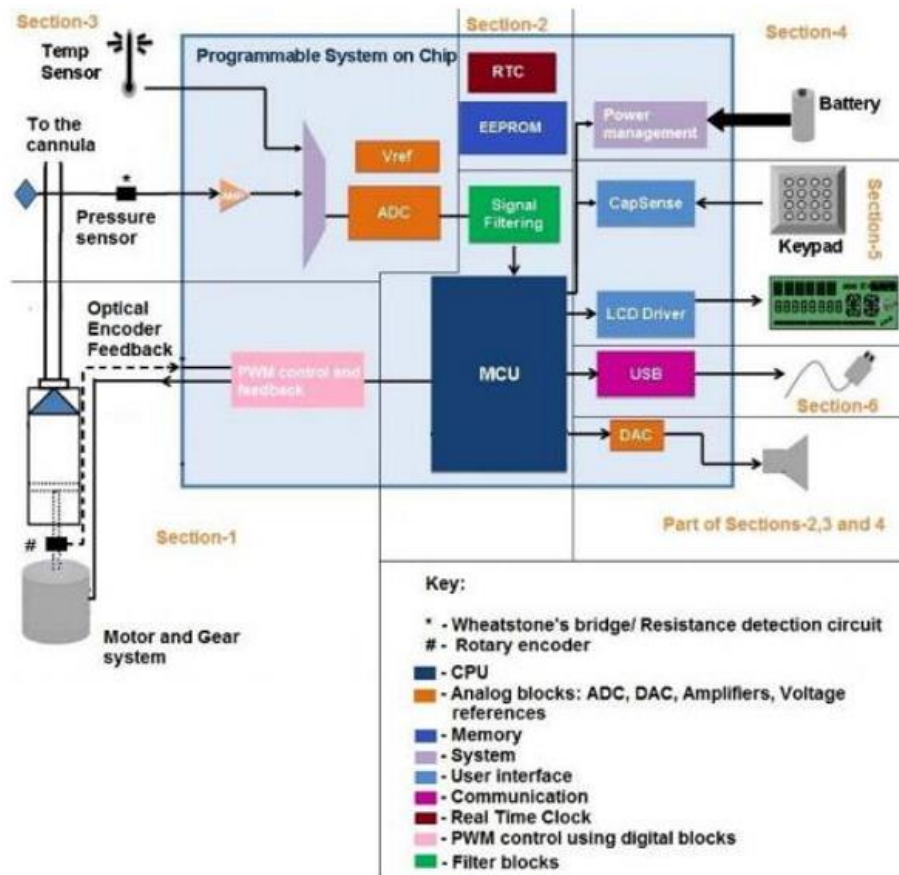 Section-3
Section-2
Section-4
Temp
Sensor
Programmable System on Chip
RTC
EEPROM
Power
management
Battery
To the
cannula
Vref
*
Pressure
sensor
ADC
Signal
Filtering
CapSense
Keypad
Section-5
Optical
Encoder
Feedback
PWM control and
feedback
MCU
LCD Driver
USB
Section-6
DAC
Part of Sections-2,3 and 4
Section-1
#
Motor and Gear
system
Key:
* - Wheatstone's bridge/ Resistance detection circuit
# - Rotary encoder
- CPU
- Analog blocks: ADC, DAC, Amplifiers, Voltage
references
- Memory
- System
- User interface
- Communication
- Real Time Clock
- PWM control using digital blocks
- Filter blocks